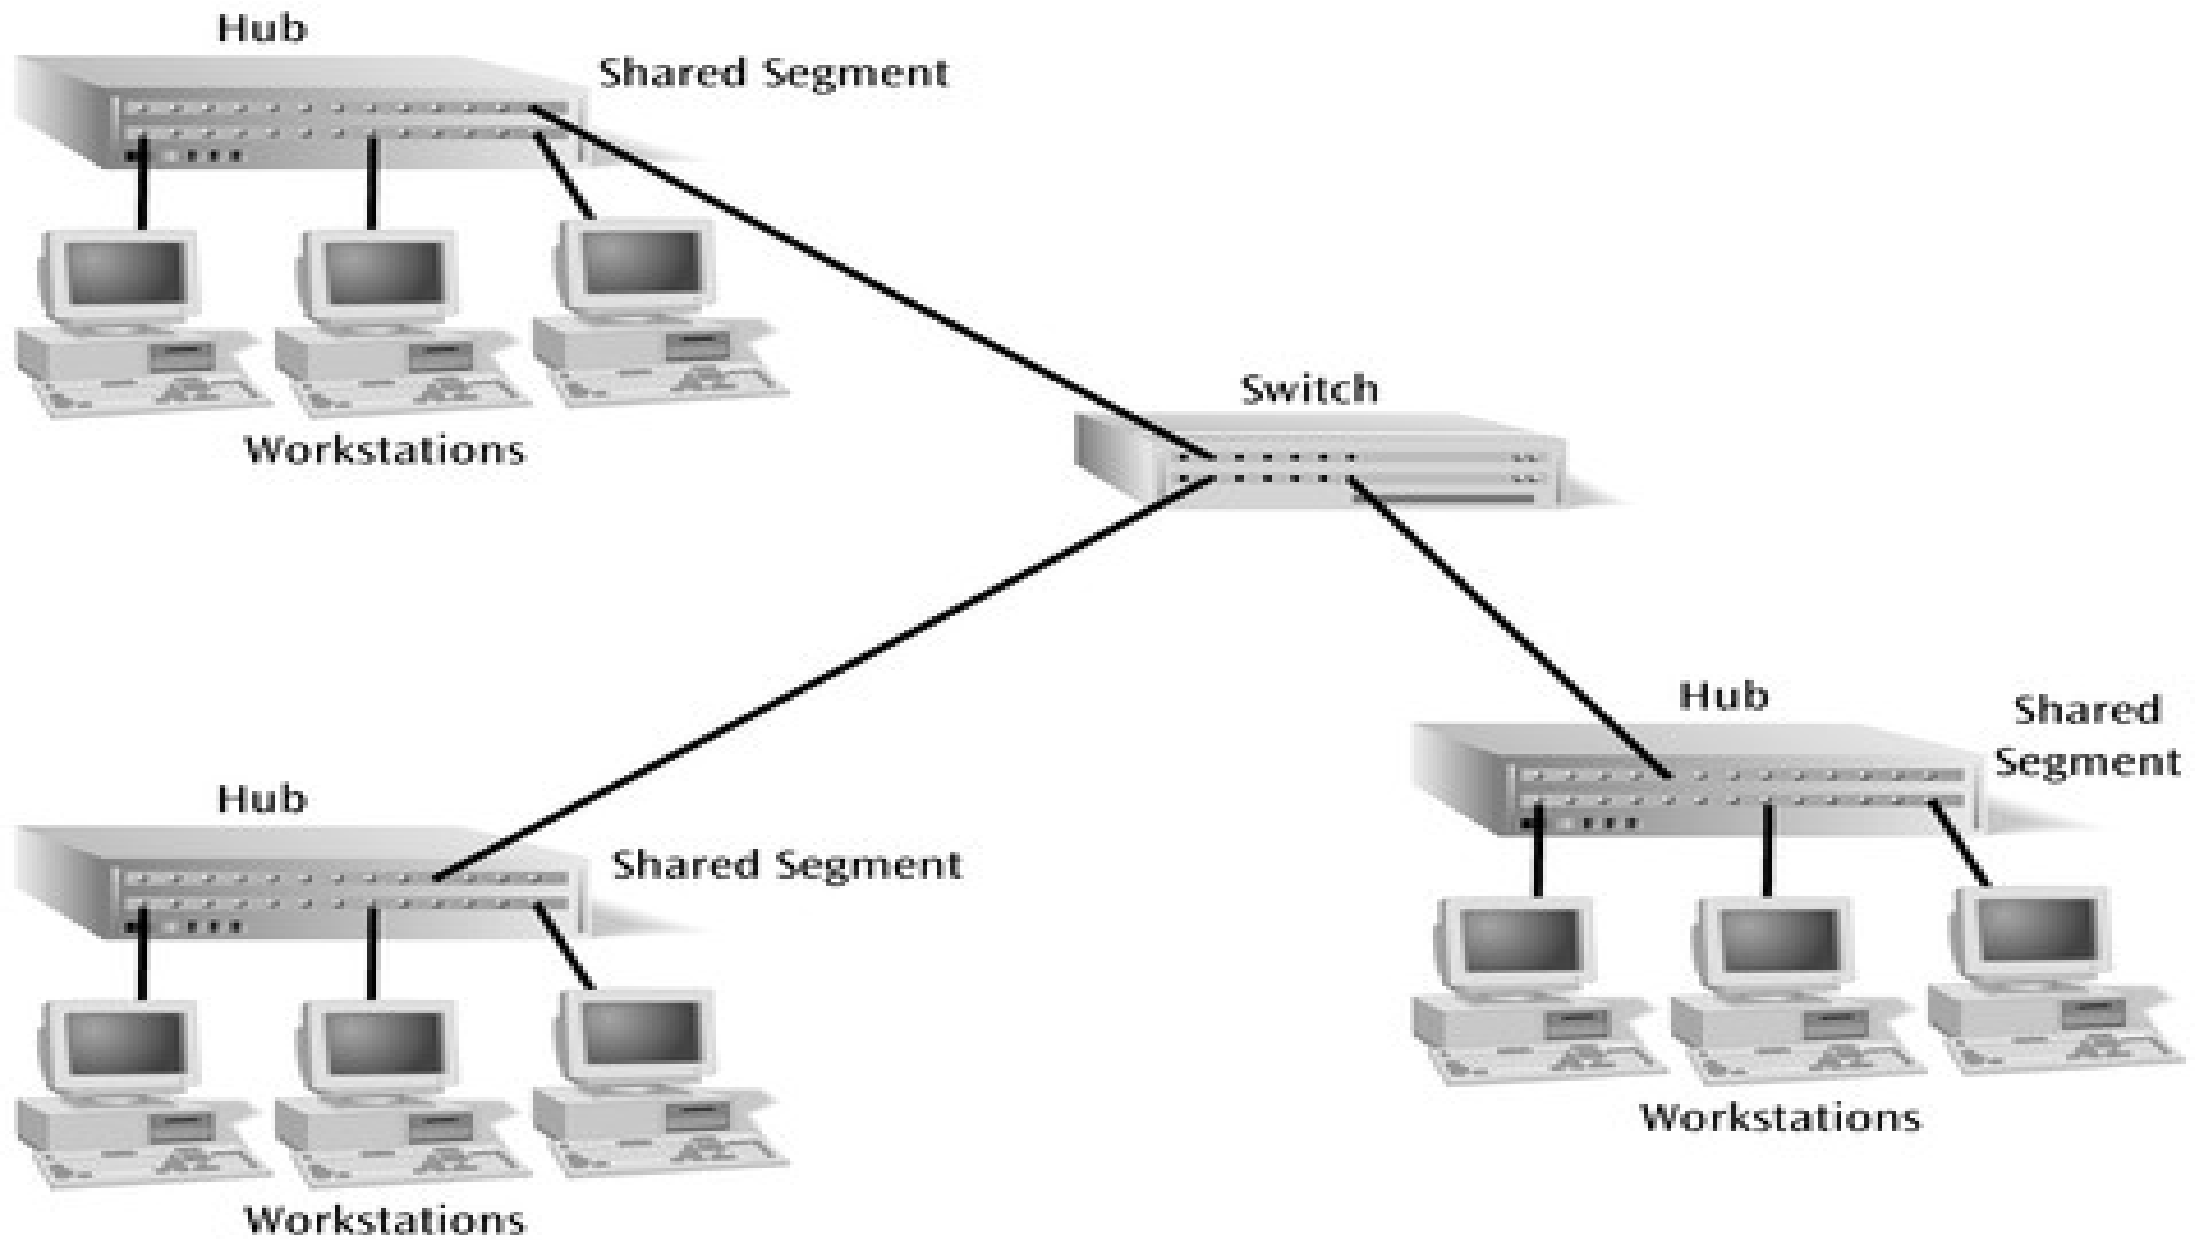 Hub
Shared Segment
Workstations
Switch
Hub
Shared Segment
Workstations
Hub
Shared
Segment
Workstations